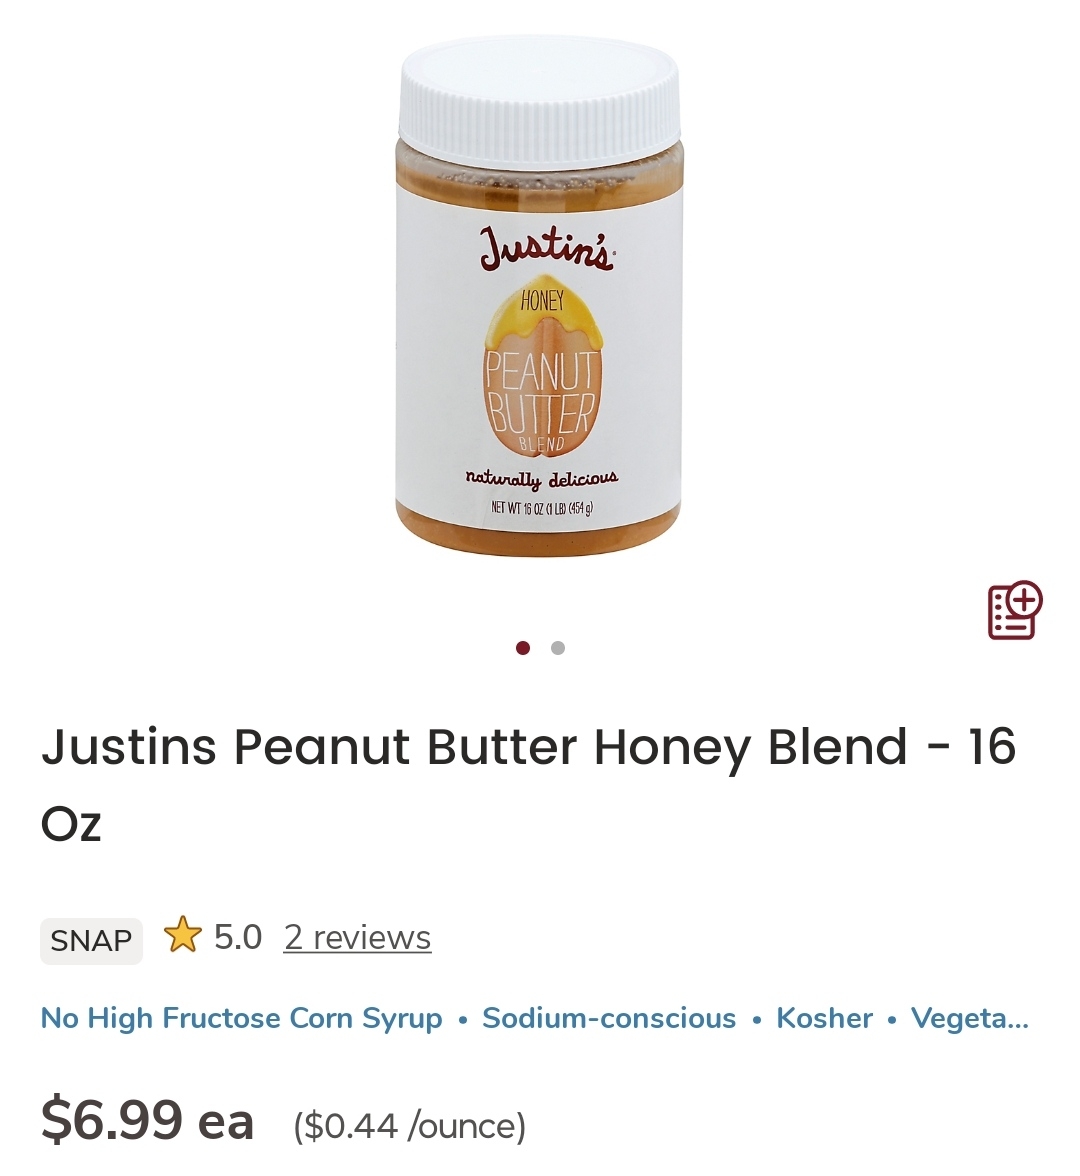 Justin's
HONEY
PEANUT
BUTTER
BLEND
naturally delicious
NET WT 16 OZ (1 LB) (454 g)
Justins Peanut Butter Honey Blend - 16
Oz
SNAP 5.0 2 reviews
No High Fructose Corn Syrup • Sodium-conscious • Kosher • Vegeta...
$6.99 ea ($0.44 /ounce)